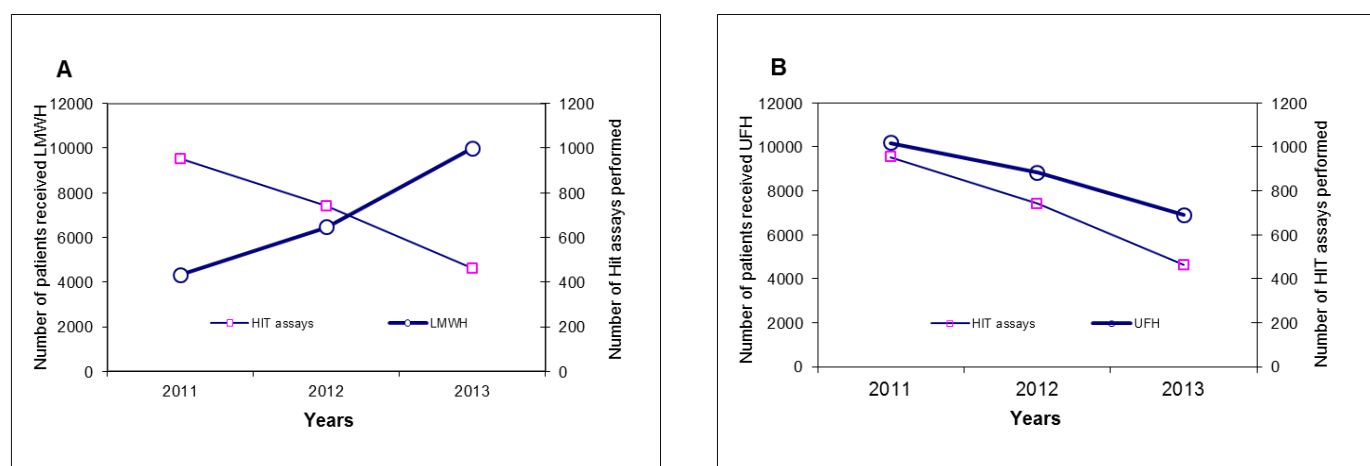 A
Number of patients received LMWH
12000
10000
8000
6000
4000
2000
0
1200
1000
800
600
400
200
0
Number of Hit assays performed
HIT assays
LMWH
2011
2012
2013
Years
B
Number of patients received UFH
12000
10000
8000
6000
4000
2000
0
1200
1000
800
600
400
200
0
Number of HIT assays performed
HIT assays
UFH
2011
2012
2013
Years